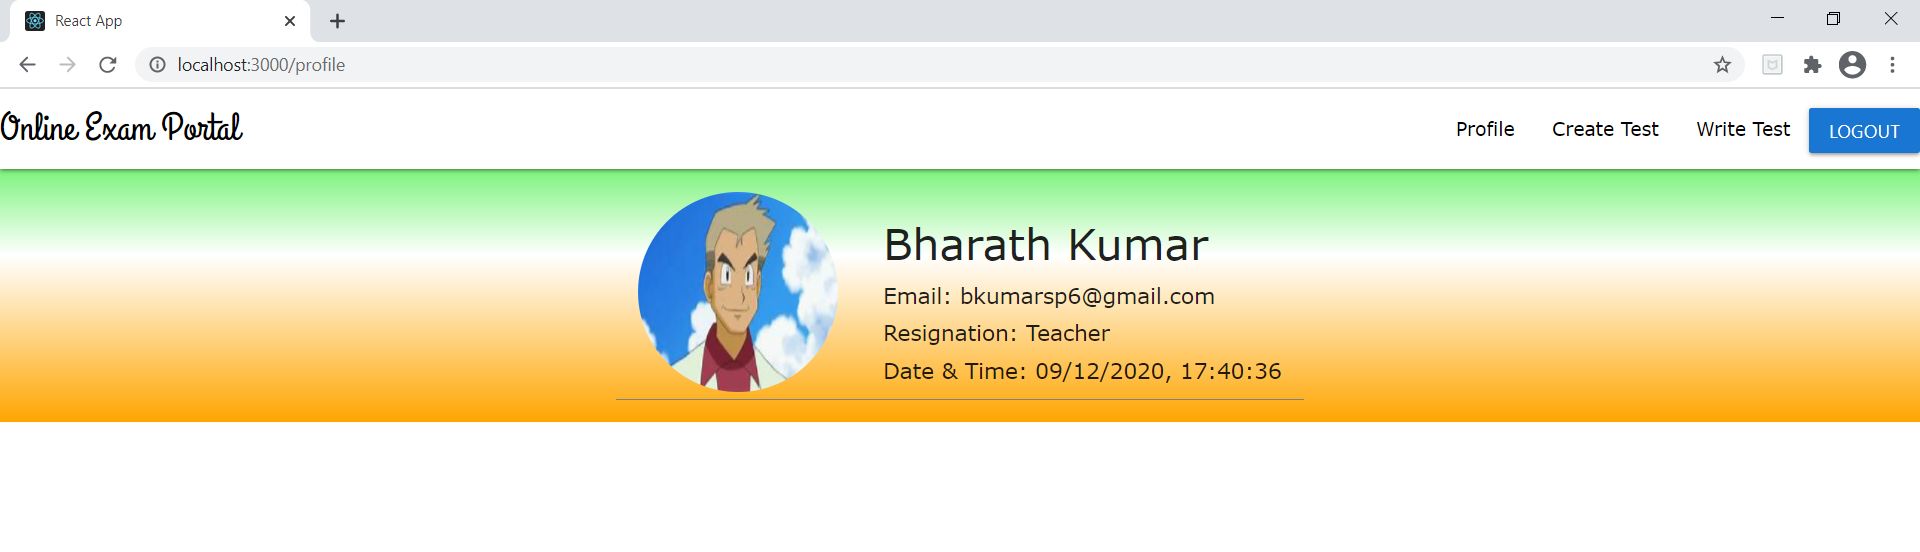 React App
localhost:3000/profile
Online Exam Portal
Profile
Create Test
Write Test
LOGOUT
Bharath Kumar
Email: bkumarsp6@gmail.com
Resignation: Teacher
Date & Time: 09/12/2020, 17:40:36